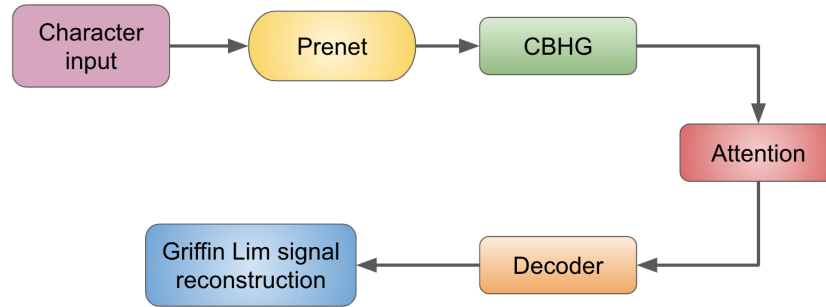 Character
input
Prenet
CBHG
Attention
Decoder
Griffin Lim signal
reconstruction